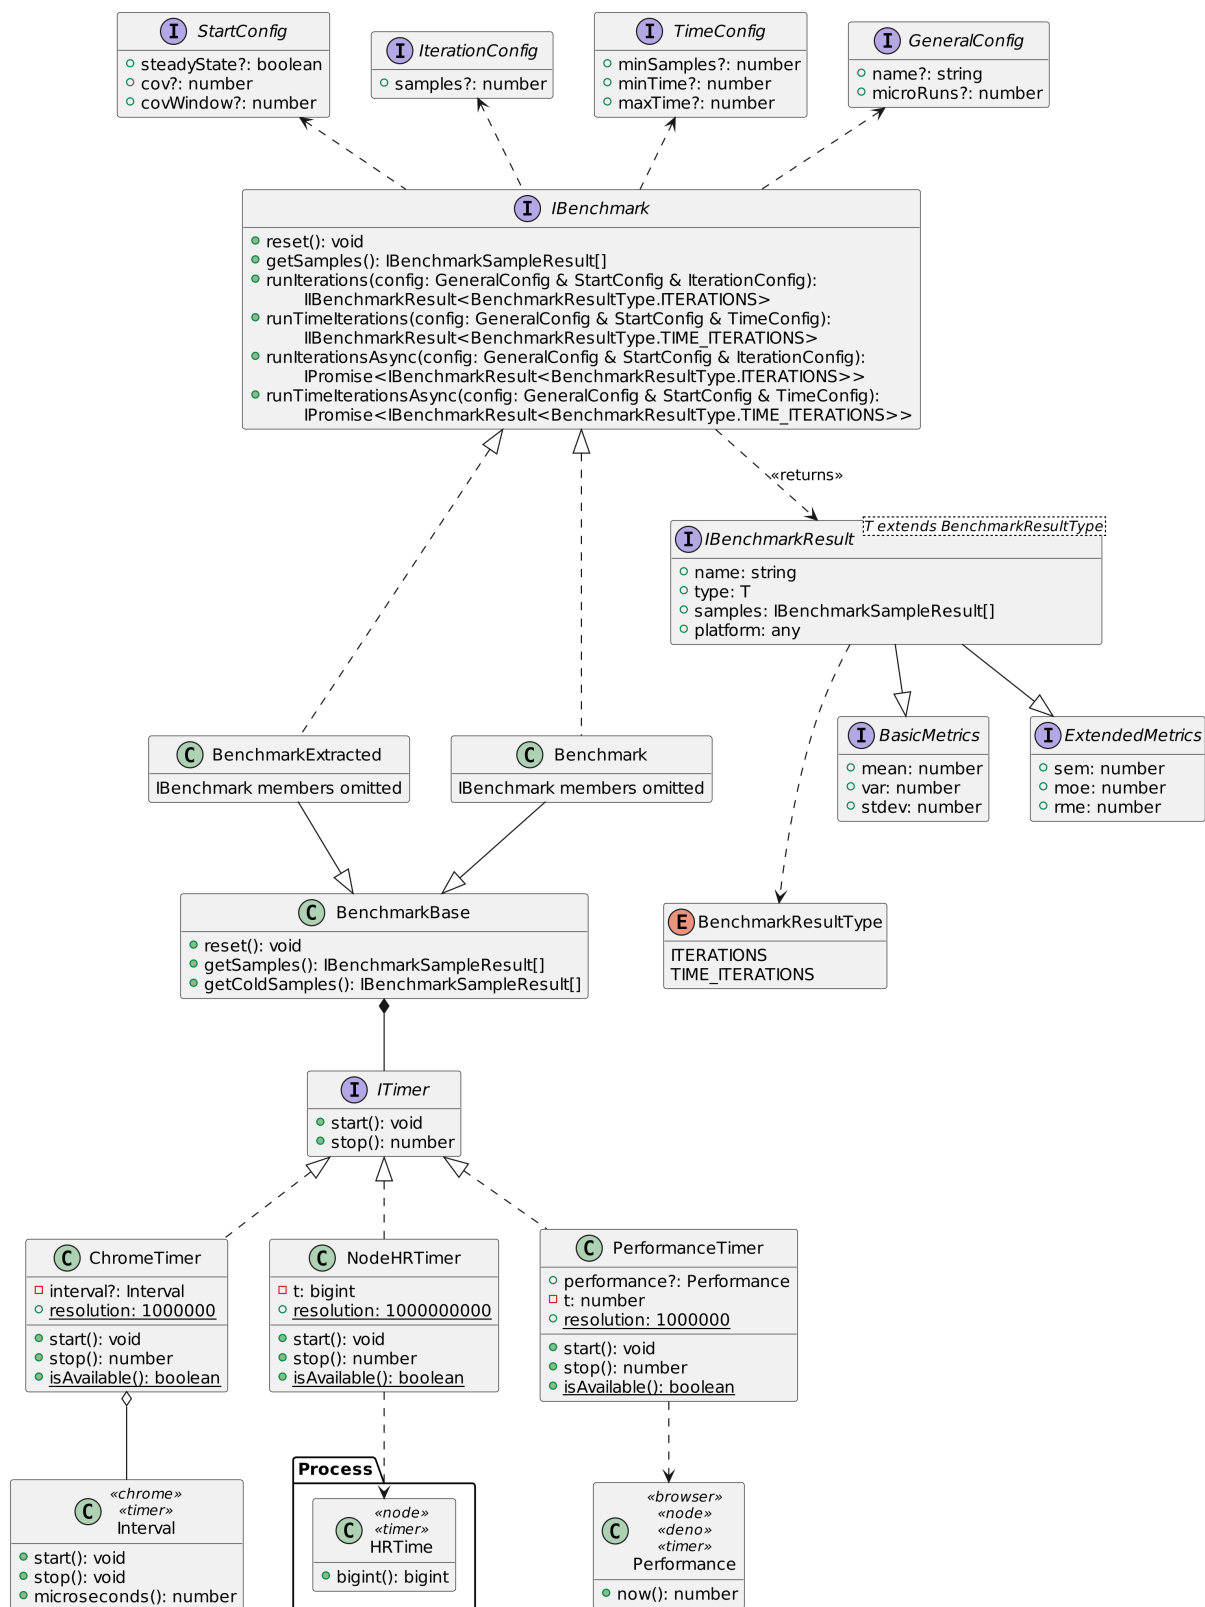 I StartConfig
steadyState?: boolean
cov?: number
covWindow?: number
I IterationConfig
samples?: number
I TimeConfig
minSamples?: number
minTime?: number
maxTime?: number
I GeneralConfig
name?: string
microRuns?: number
I IBenchmark
reset(): void
getSamples(): IBenchmarkSampleResult[]
runIterations(config: GeneralConfig & StartConfig & IterationConfig):
IIBenchmarkResult<BenchmarkResultType.ITERATIONS>
runTimeIterations(config: GeneralConfig & StartConfig & TimeConfig):
IIBenchmarkResult<BenchmarkResultType.TIME_ITERATIONS>
runIterationsAsync(config: GeneralConfig & StartConfig & IterationConfig):
IPromise<IBenchmarkResult<BenchmarkResultType.ITERATIONS>>
runTimeIterationsAsync(config: GeneralConfig & StartConfig & TimeConfig):
IPromise<IBenchmarkResult<BenchmarkResultType.TIME_ITERATIONS>>
«returns»
I IBenchmarkResult
T extends BenchmarkResultType
name: string
type: T
samples: IBenchmarkSampleResult[]
platform: any
C BenchmarkExtracted
IBenchmark members omitted
C Benchmark
IBenchmark members omitted
I BasicMetrics
mean: number
var: number
stdev: number
I ExtendedMetrics
sem: number
moe: number
rme: number
C BenchmarkBase
reset(): void
getSamples(): IBenchmarkSampleResult[]
getColdSamples(): IBenchmarkSampleResult[]
E BenchmarkResultType
ITERATIONS
TIME_ITERATIONS
I ITimer
start(): void
stop(): number
C ChromeTimer
interval?: Interval
resolution: 1000000
start(): void
stop(): number
isAvailable(): boolean
C NodeHRTimer
t: bigint
resolution: 1000000000
start(): void
stop(): number
isAvailable(): boolean
C PerformanceTimer
performance?: Performance
t: number
resolution: 1000000
start(): void
stop(): number
isAvailable(): boolean
«chrome»
«timer»
C Interval
start(): void
stop(): void
microseconds(): number
Process
«node»
«timer»
C HRTime
bigint(): bigint
«browser»
«node»
«deno»
«timer»
C Performance
now(): number